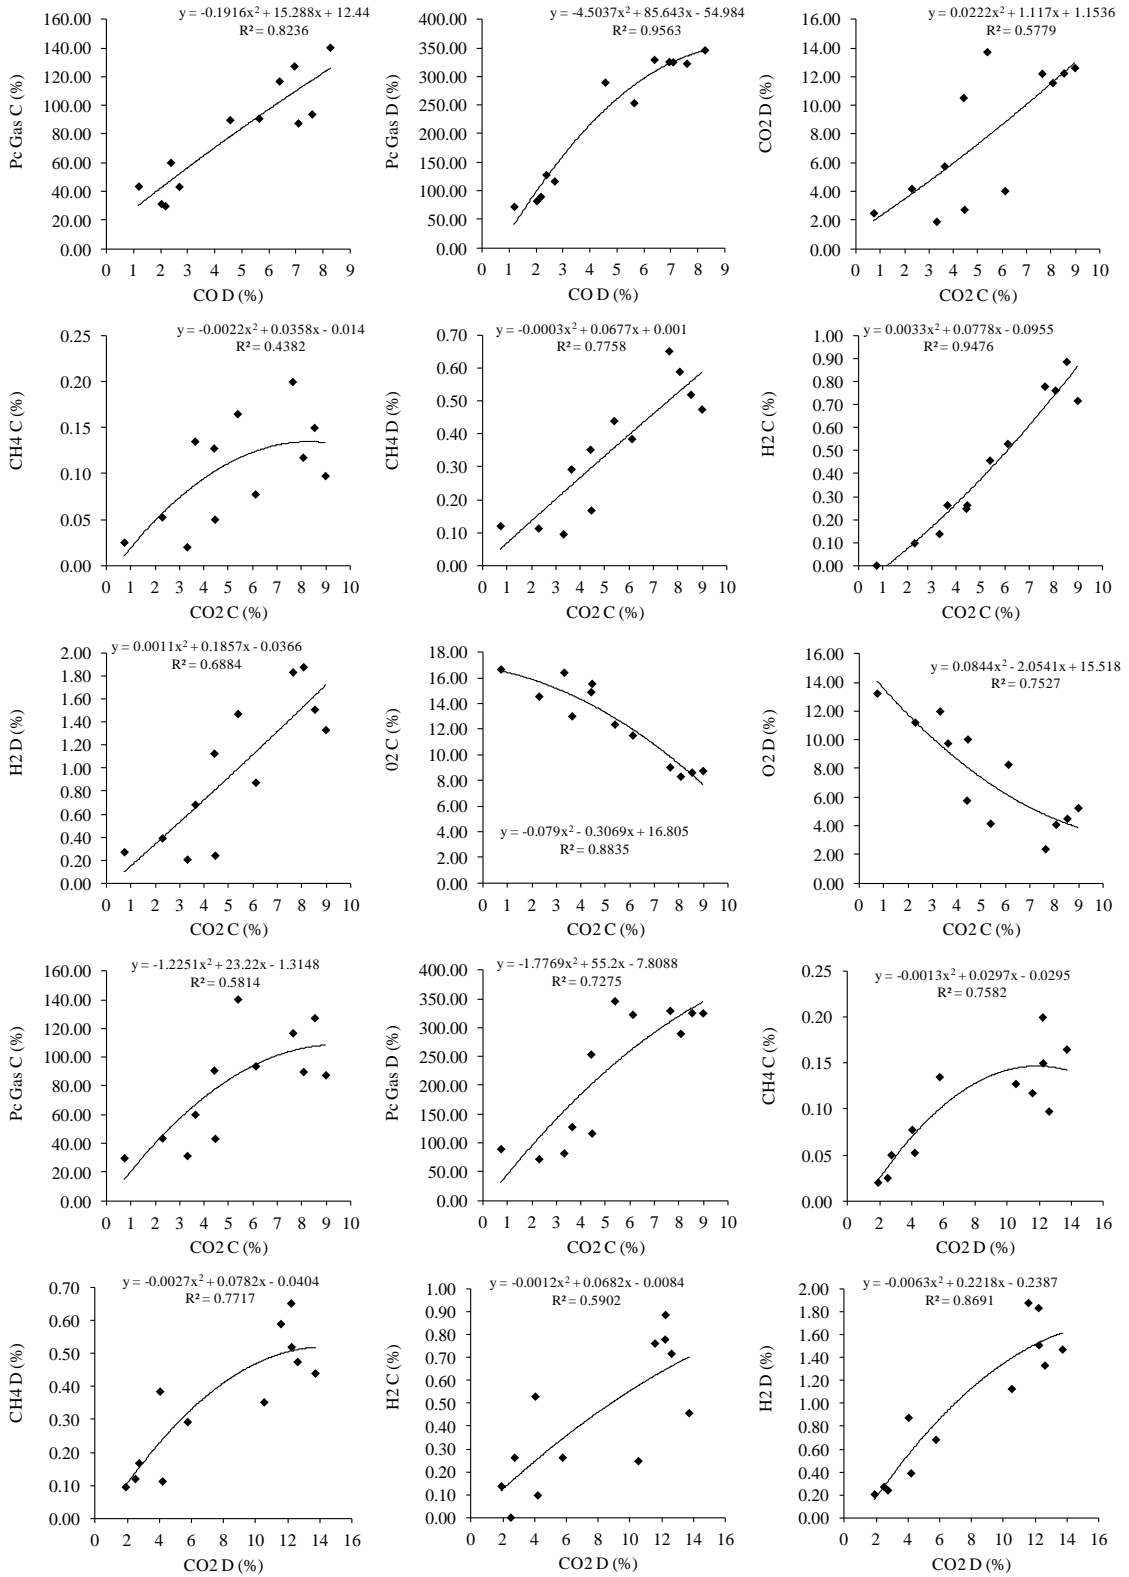 y = -0.1916x² + 15.288x + 12.44
R² = 0.8236
Pc Gas C (%)
160.00
140.00
120.00
100.00
80.00
60.00
40.00
20.00
0.00
0 1 2 3 4 5 6 7 8 9
CO D (%)
y = -4.5037x² + 85.643x - 54.984
R² = 0.9563
Pc Gas D (%)
400.00
350.00
300.00
250.00
200.00
150.00
100.00
50.00
0.00
0 1 2 3 4 5 6 7 8 9
CO D (%)
y = 0.0222x² + 1.117x + 1.1536
R² = 0.5779
CO2 D (%)
16.00
14.00
12.00
10.00
8.00
6.00
4.00
2.00
0.00
0 1 2 3 4 5 6 7 8 9 10
CO2 C (%)
y = -0.0022x² + 0.0358x - 0.014
R² = 0.4382
CH4 C (%)
0.25
0.20
0.15
0.10
0.05
0.00
0 1 2 3 4 5 6 7 8 9 10
CO2 C (%)
y = -0.0003x² + 0.0677x + 0.001
R² = 0.7758
CH4 D (%)
0.70
0.60
0.50
0.40
0.30
0.20
0.10
0.00
0 1 2 3 4 5 6 7 8 9 10
CO2 C (%)
y = 0.0033x² + 0.0778x - 0.0955
R² = 0.9476
H2 C (%)
1.00
0.90
0.80
0.70
0.60
0.50
0.40
0.30
0.20
0.10
0.00
0 1 2 3 4 5 6 7 8 9 10
CO2 C (%)
y = 0.0011x² + 0.1857x - 0.0366
R² = 0.6884
H2 D (%)
2.00
1.80
1.60
1.40
1.20
1.00
0.80
0.60
0.40
0.20
0.00
0 1 2 3 4 5 6 7 8 9 10
CO2 C (%)
02 C (%)
18.00
16.00
14.00
12.00
10.00
8.00
6.00
4.00
2.00
0.00
y = -0.079x² - 0.3069x + 16.805
R² = 0.8835
0 1 2 3 4 5 6 7 8 9 10
CO2 C (%)
y = 0.0844x² - 2.0541x + 15.518
R² = 0.7527
O2 D (%)
16.00
14.00
12.00
10.00
8.00
6.00
4.00
2.00
0.00
0 1 2 3 4 5 6 7 8 9 10
CO2 C (%)
y = -1.2251x² + 23.22x - 1.3148
R² = 0.5814
Pc Gas C (%)
160.00
140.00
120.00
100.00
80.00
60.00
40.00
20.00
0.00
0 1 2 3 4 5 6 7 8 9 10
CO2 C (%)
y = -1.7769x² + 55.2x - 7.8088
R² = 0.7275
Pc Gas D (%)
400.00
350.00
300.00
250.00
200.00
150.00
100.00
50.00
0.00
0 1 2 3 4 5 6 7 8 9 10
CO2 C (%)
y = -0.0013x² + 0.0297x - 0.0295
R² = 0.7582
CH4 C (%)
0.25
0.20
0.15
0.10
0.05
0.00
0 2 4 6 8 10 12 14 16
CO2 D (%)
y = -0.0027x² + 0.0782x - 0.0404
R² = 0.7717
CH4 D (%)
0.70
0.60
0.50
0.40
0.30
0.20
0.10
0.00
0 2 4 6 8 10 12 14 16
CO2 D (%)
y = -0.0012x² + 0.0682x - 0.0084
R² = 0.5902
H2 C (%)
1.00
0.90
0.80
0.70
0.60
0.50
0.40
0.30
0.20
0.10
0.00
0 2 4 6 8 10 12 14 16
CO2 D (%)
y = -0.0063x² + 0.2218x - 0.2387
R² = 0.8691
H2 D (%)
2.00
1.80
1.60
1.40
1.20
1.00
0.80
0.60
0.40
0.20
0.00
0 2 4 6 8 10 12 14 16
CO2 D (%)